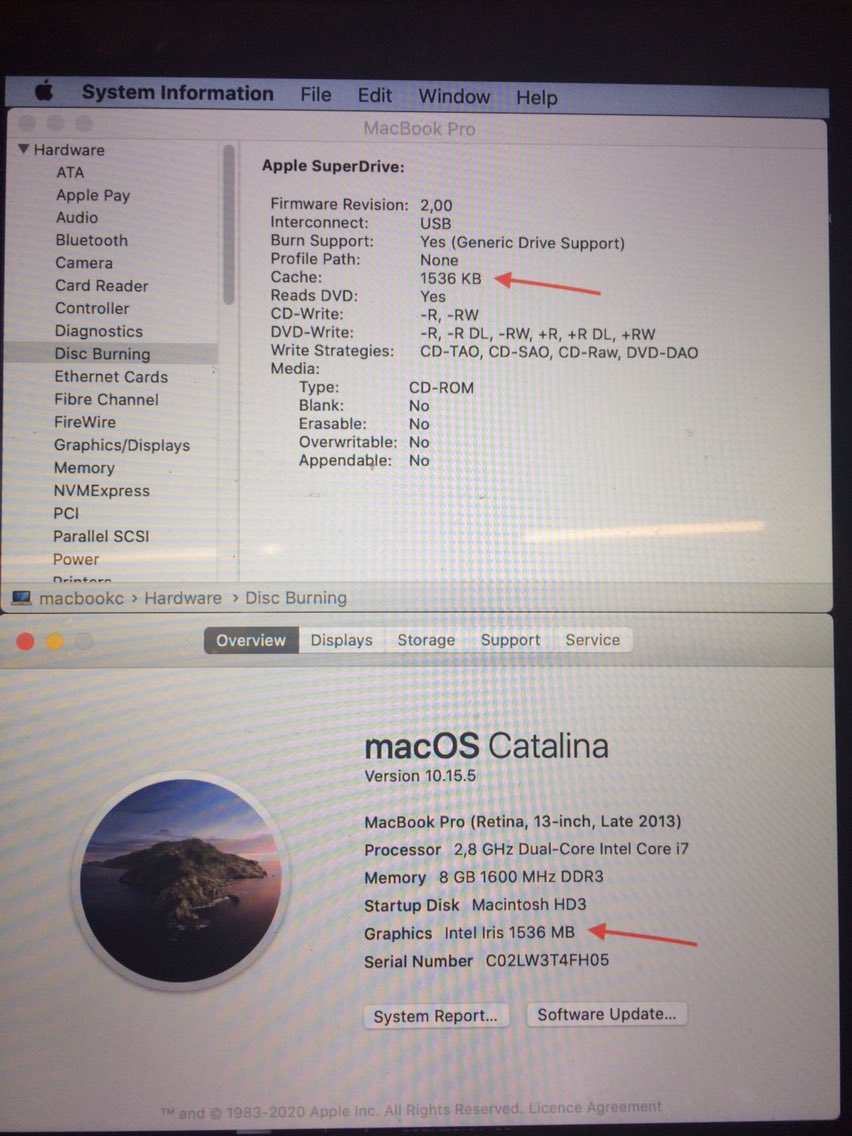 System Information File Edit Window Help
MacBook Pro
Hardware
ATA
Apple Pay
Audio
Bluetooth
Camera
Card Reader
Controller
Diagnostics
Disc Burning
Ethernet Cards
Fibre Channel
FireWire
Graphics/Displays
Memory
NVMExpress
PCI
Parallel SCSI
Power
Printers
Apple SuperDrive:
Firmware Revision: 2,00
Interconnect: USB
Burn Support: Yes (Generic Drive Support)
Profile Path: None
Cache: 1536 KB
Reads DVD: Yes
CD-Write: -R, -RW
DVD-Write: -R, -R DL, -RW, +R, +R DL, +RW
Write Strategies: CD-TAO, CD-SAO, CD-Raw, DVD-DAO
Media:
Type: CD-ROM
Blank: No
Erasable: No
Overwritable: No
Appendable: No
macbookc › Hardware › Disc Burning
Overview Displays Storage Support Service
macOS Catalina
Version 10.15.5
MacBook Pro (Retina, 13-inch, Late 2013)
Processor 2,8 GHz Dual-Core Intel Core i7
Memory 8 GB 1600 MHz DDR3
Startup Disk Macintosh HD3
Graphics Intel Iris 1536 MB
Serial Number C02LW3T4FH05
System Report... Software Update...
™ and © 1983-2020 Apple Inc. All Rights Reserved. Licence Agreement